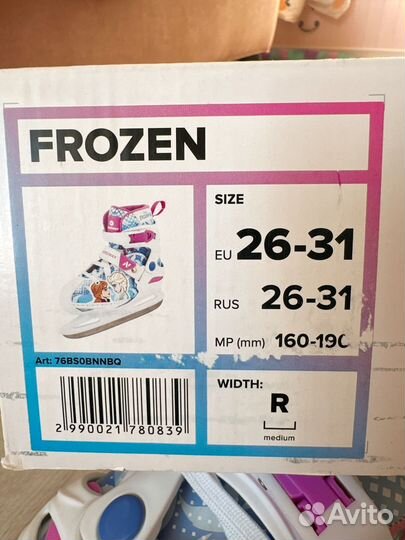 FROZEN
SIZE
EU 26-31
RUS 26-31
MP (mm) 160-190
Art: 76BS0BNNBQ
2 990021 780839
WIDTH:
R
medium
Avito